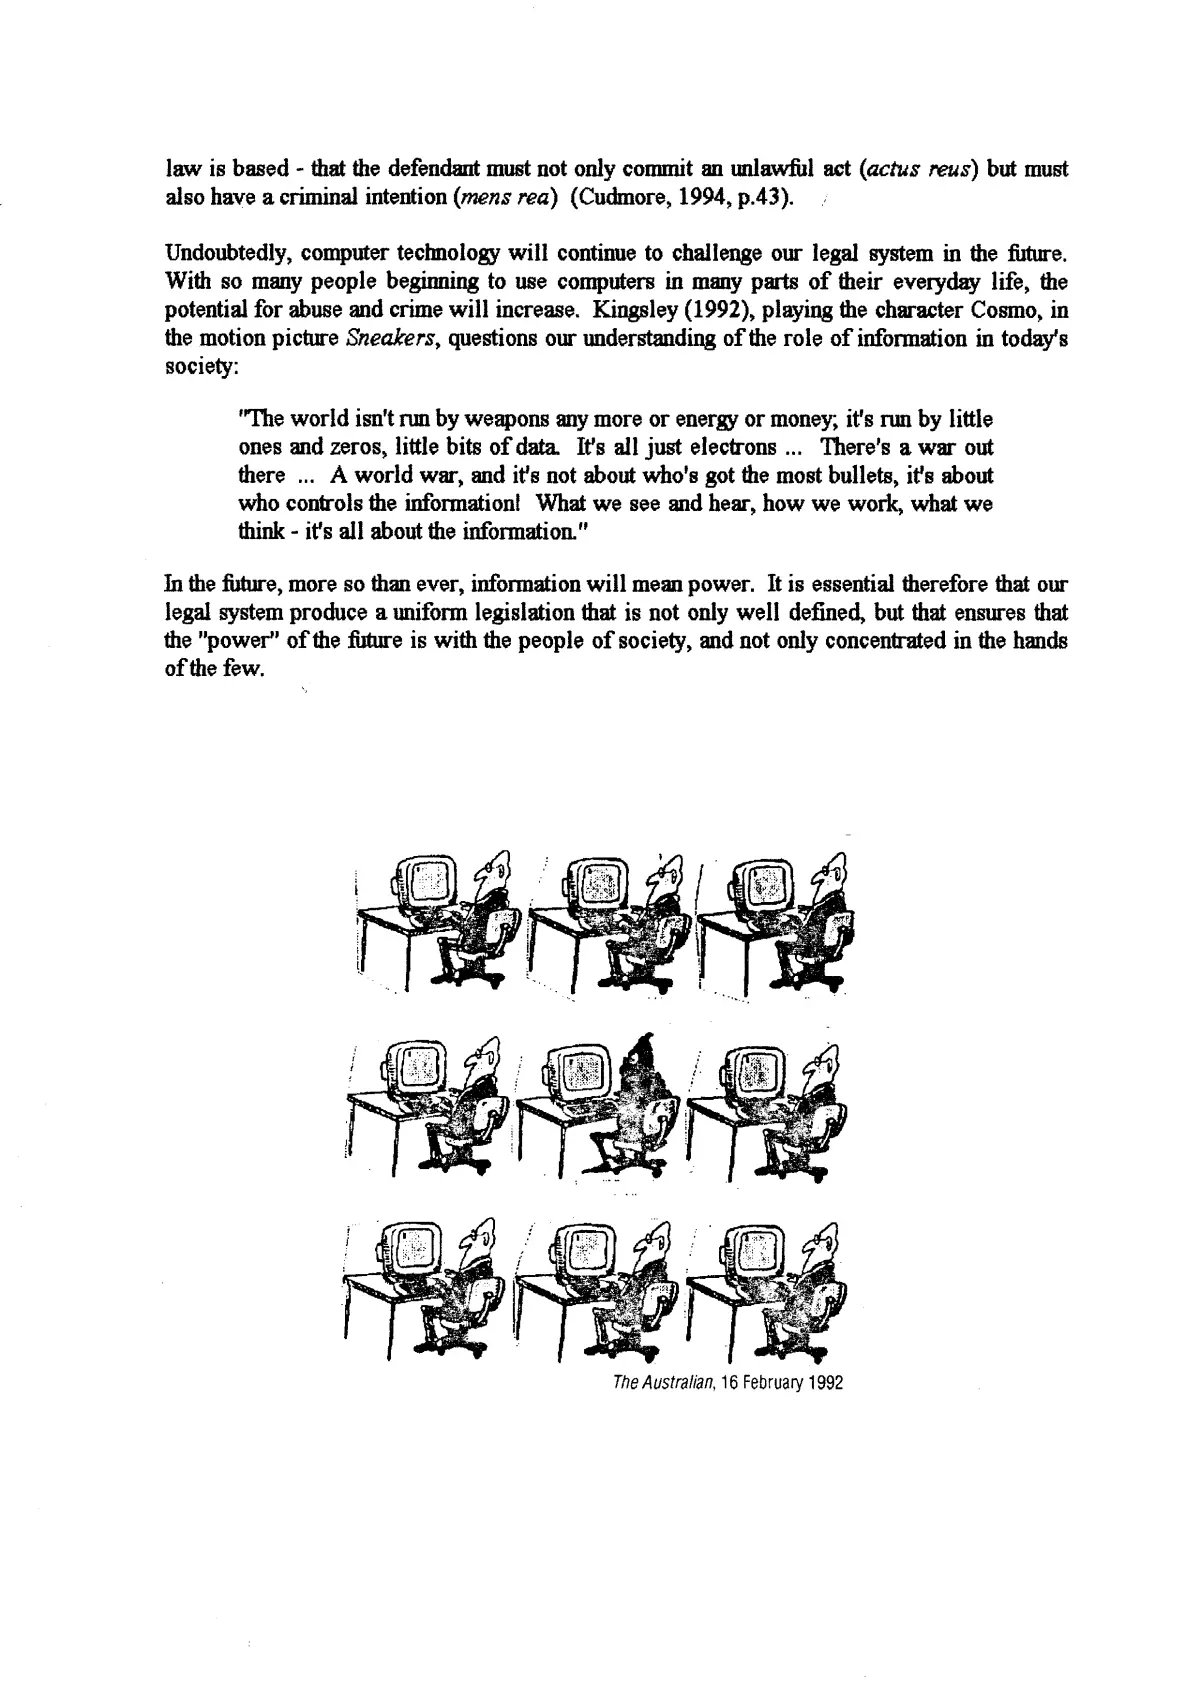 law is based - that the defendant must not only commit an unlawful act (actus reus) but must
also have a criminal intention (mens rea) (Cudmore, 1994, p.43).
Undoubtedly, computer technology will continue to challenge our legal system in the future.
With so many people beginning to use computers in many parts of their everyday life, the
potential for abuse and crime will increase. Kingsley (1992), playing the character Cosmo, in
the motion picture Sneakers, questions our understanding of the role of information in today's
society:
"The world isn't run by weapons any more or energy or money; it's run by little
ones and zeros, little bits of data. It's all just electrons ... There's a war out
there ... A world war, and it's not about who's got the most bullets, it's about
who controls the information! What we see and hear, how we work, what we
think - it's all about the information."
In the future, more so than ever, information will mean power. It is essential therefore that our
legal system produce a uniform legislation that is not only well defined, but that ensures that
the "power" of the future is with the people of society, and not only concentrated in the hands
of the few.
The Australian, 16 February 1992